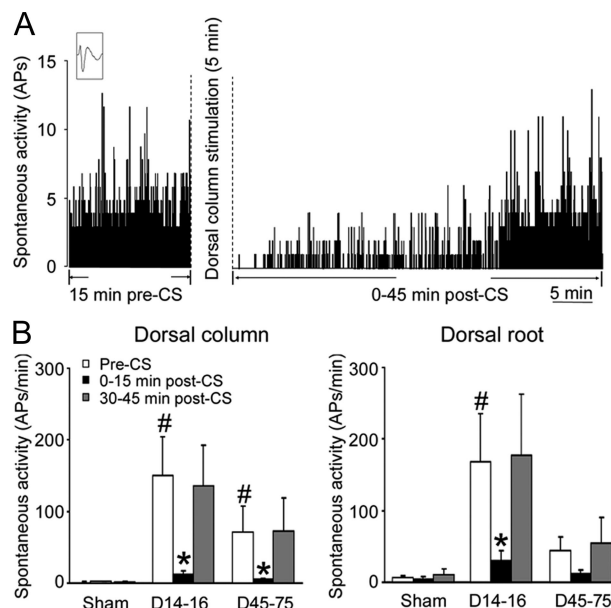 A
Spontaneous activity (APs)
15
10
5
0
Dorsal column stimulation (5 min)
15 min pre-CS
0-45 min post-CS
5 min
B
Dorsal column
Dorsal root
Spontaneous activity (APs/min)
300
200
100
0
Pre-CS
0-15 min post-CS
30-45 min post-CS
#
*
#
*
Sham
D14-16
D45-75
Spontaneous activity (APs/min)
300
200
100
0
#
*
Sham
D14-16
D45-75